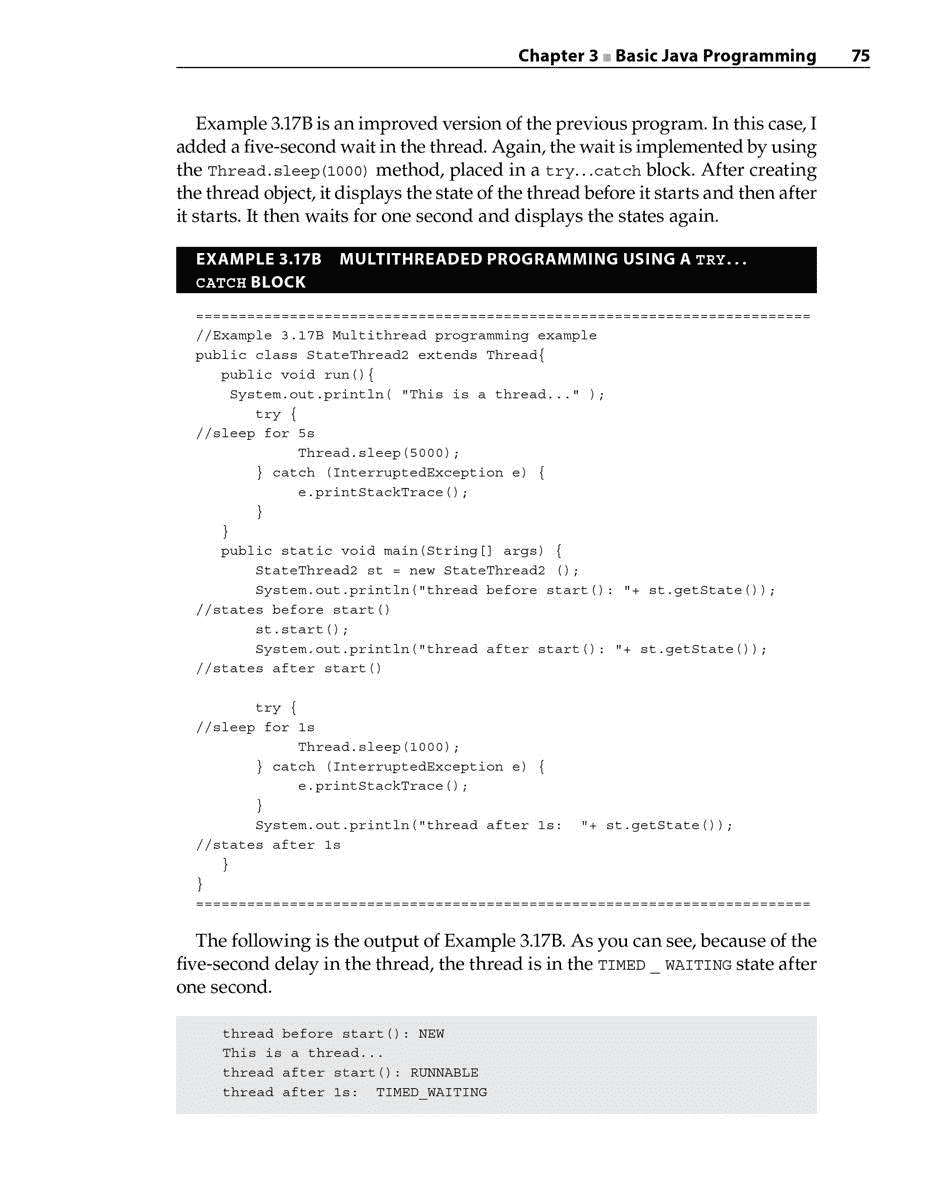 Chapter 3 ■ Basic Java Programming 75
Example 3.17B is an improved version of the previous program. In this case, I
added a five-second wait in the thread. Again, the wait is implemented by using
the Thread.sleep(1000) method, placed in a try...catch block. After creating
the thread object, it displays the state of the thread before it starts and then after
it starts. It then waits for one second and displays the states again.
EXAMPLE 3.17B MULTITHREADED PROGRAMMING USING A TRY...
CATCH BLOCK
========================================================================
//Example 3.17B Multithread programming example
public class StateThread2 extends Thread{
   public void run(){
    System.out.println( "This is a thread..." );
       try {
//sleep for 5s
            Thread.sleep(5000);
       } catch (InterruptedException e) {
            e.printStackTrace();
       }
   }
   public static void main(String[] args) {
       StateThread2 st = new StateThread2 ();
       System.out.println("thread before start(): "+ st.getState());
//states before start()
       st.start();
       System.out.println("thread after start(): "+ st.getState());
//states after start()
       try {
//sleep for 1s
            Thread.sleep(1000);
       } catch (InterruptedException e) {
            e.printStackTrace();
       }
       System.out.println("thread after 1s:  "+ st.getState());
//states after 1s
   }
}
========================================================================
The following is the output of Example 3.17B. As you can see, because of the
five-second delay in the thread, the thread is in the TIMED _ WAITING state after
one second.
thread before start(): NEW
This is a thread...
thread after start(): RUNNABLE
thread after 1s:  TIMED_WAITING